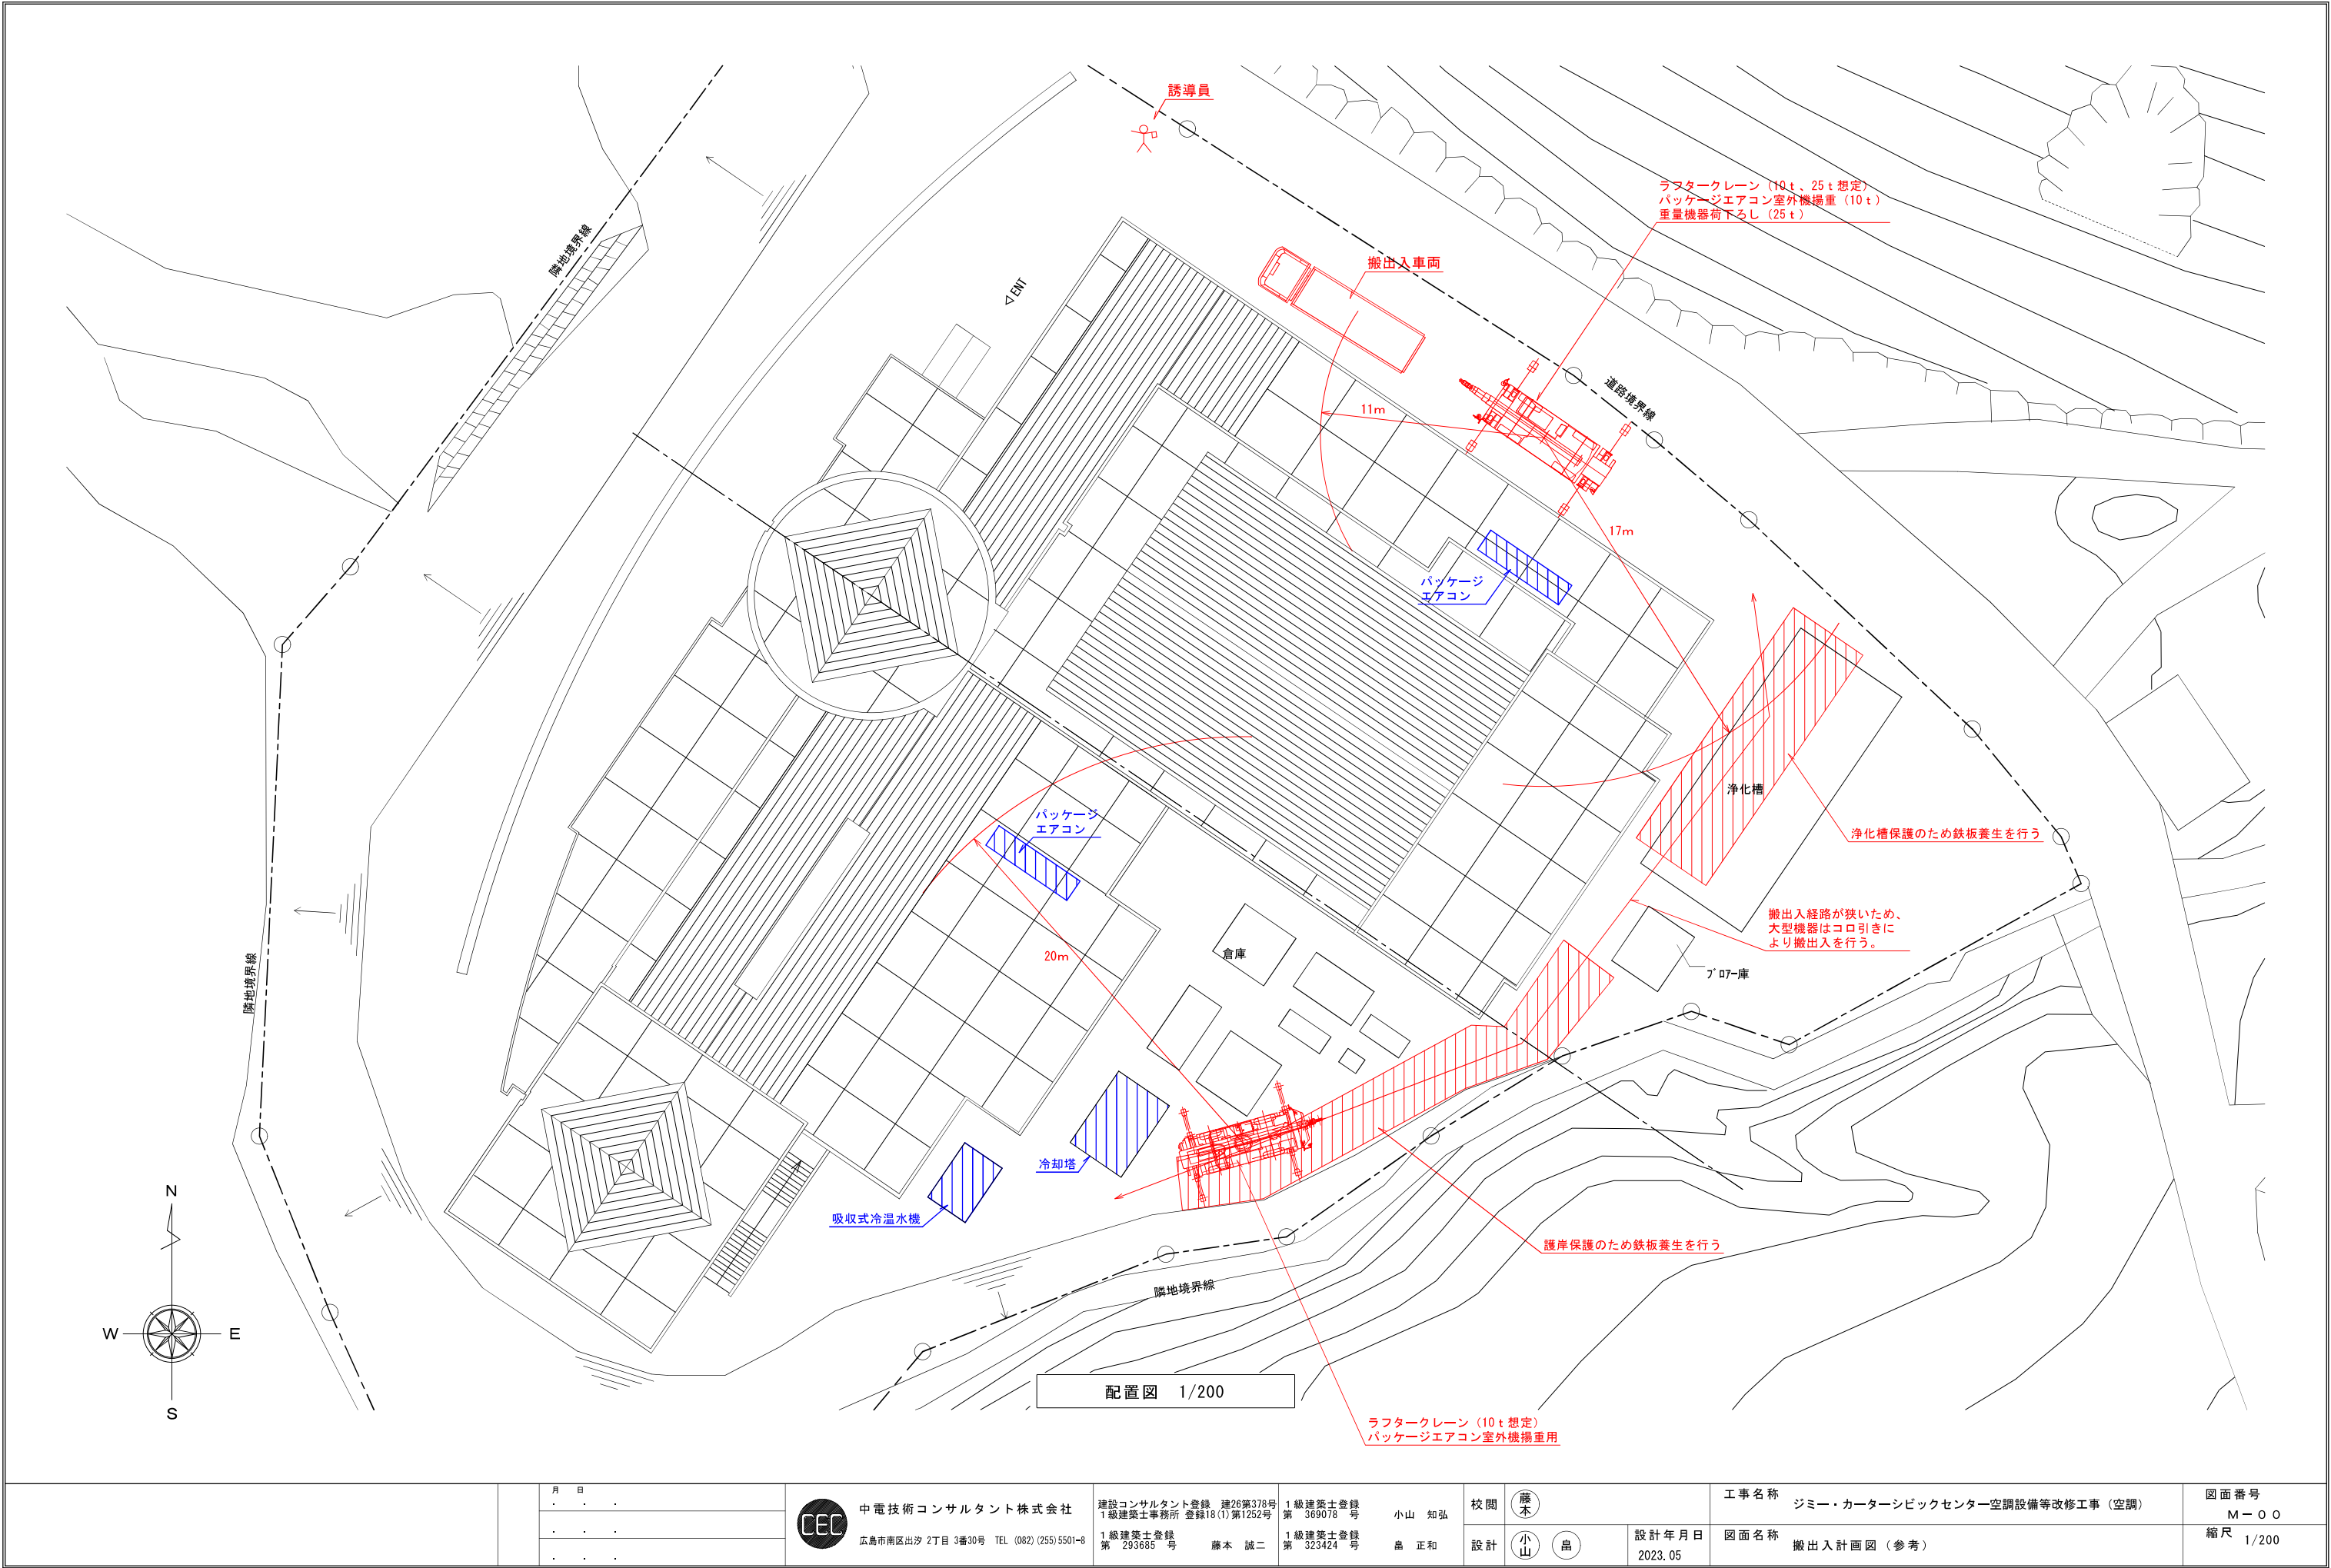 誘導員
ラフタークレーン（10ｔ、25ｔ想定）
パッケージエアコン室外機揚重（10ｔ）
重量機器荷下ろし（25ｔ）
搬出入車両
隣地境界線
ENT
道路境界線
11m
17m
パッケージ
エアコン
浄化槽
パッケージ
エアコン
浄化槽保護のため鉄板養生を行う
搬出入経路が狭いため、
大型機器はコロ引きに
より搬出入を行う。
倉庫
20m
ﾌﾞﾛｱｰ庫
隣地境界線
冷却塔
吸収式冷温水機
護岸保護のため鉄板養生を行う
隣地境界線
N
W
E
S
配置図　1/200
ラフタークレーン（10ｔ想定）
パッケージエアコン室外機揚重用
月　日
CEC
中電技術コンサルタント株式会社
広島市南区出汐 2丁目 3番30号　TEL (082)(255)5501-8
建設コンサルタント登録　建26第378号
１級建築士事務所 登録18(1)第1252号
１級建築士登録
第　293685　号　藤本　誠二
１級建築士登録
第　369078　号　小山　知弘
１級建築士登録
第　323424　号　畠　正和
校閲　藤本
設計　小山　畠
設計年月日
2023.05
工事名称　ジミー・カーターシビックセンター空調設備等改修工事（空調）
図面名称　搬出入計画図（参考）
図面番号
Ｍ－００
縮尺　1/200